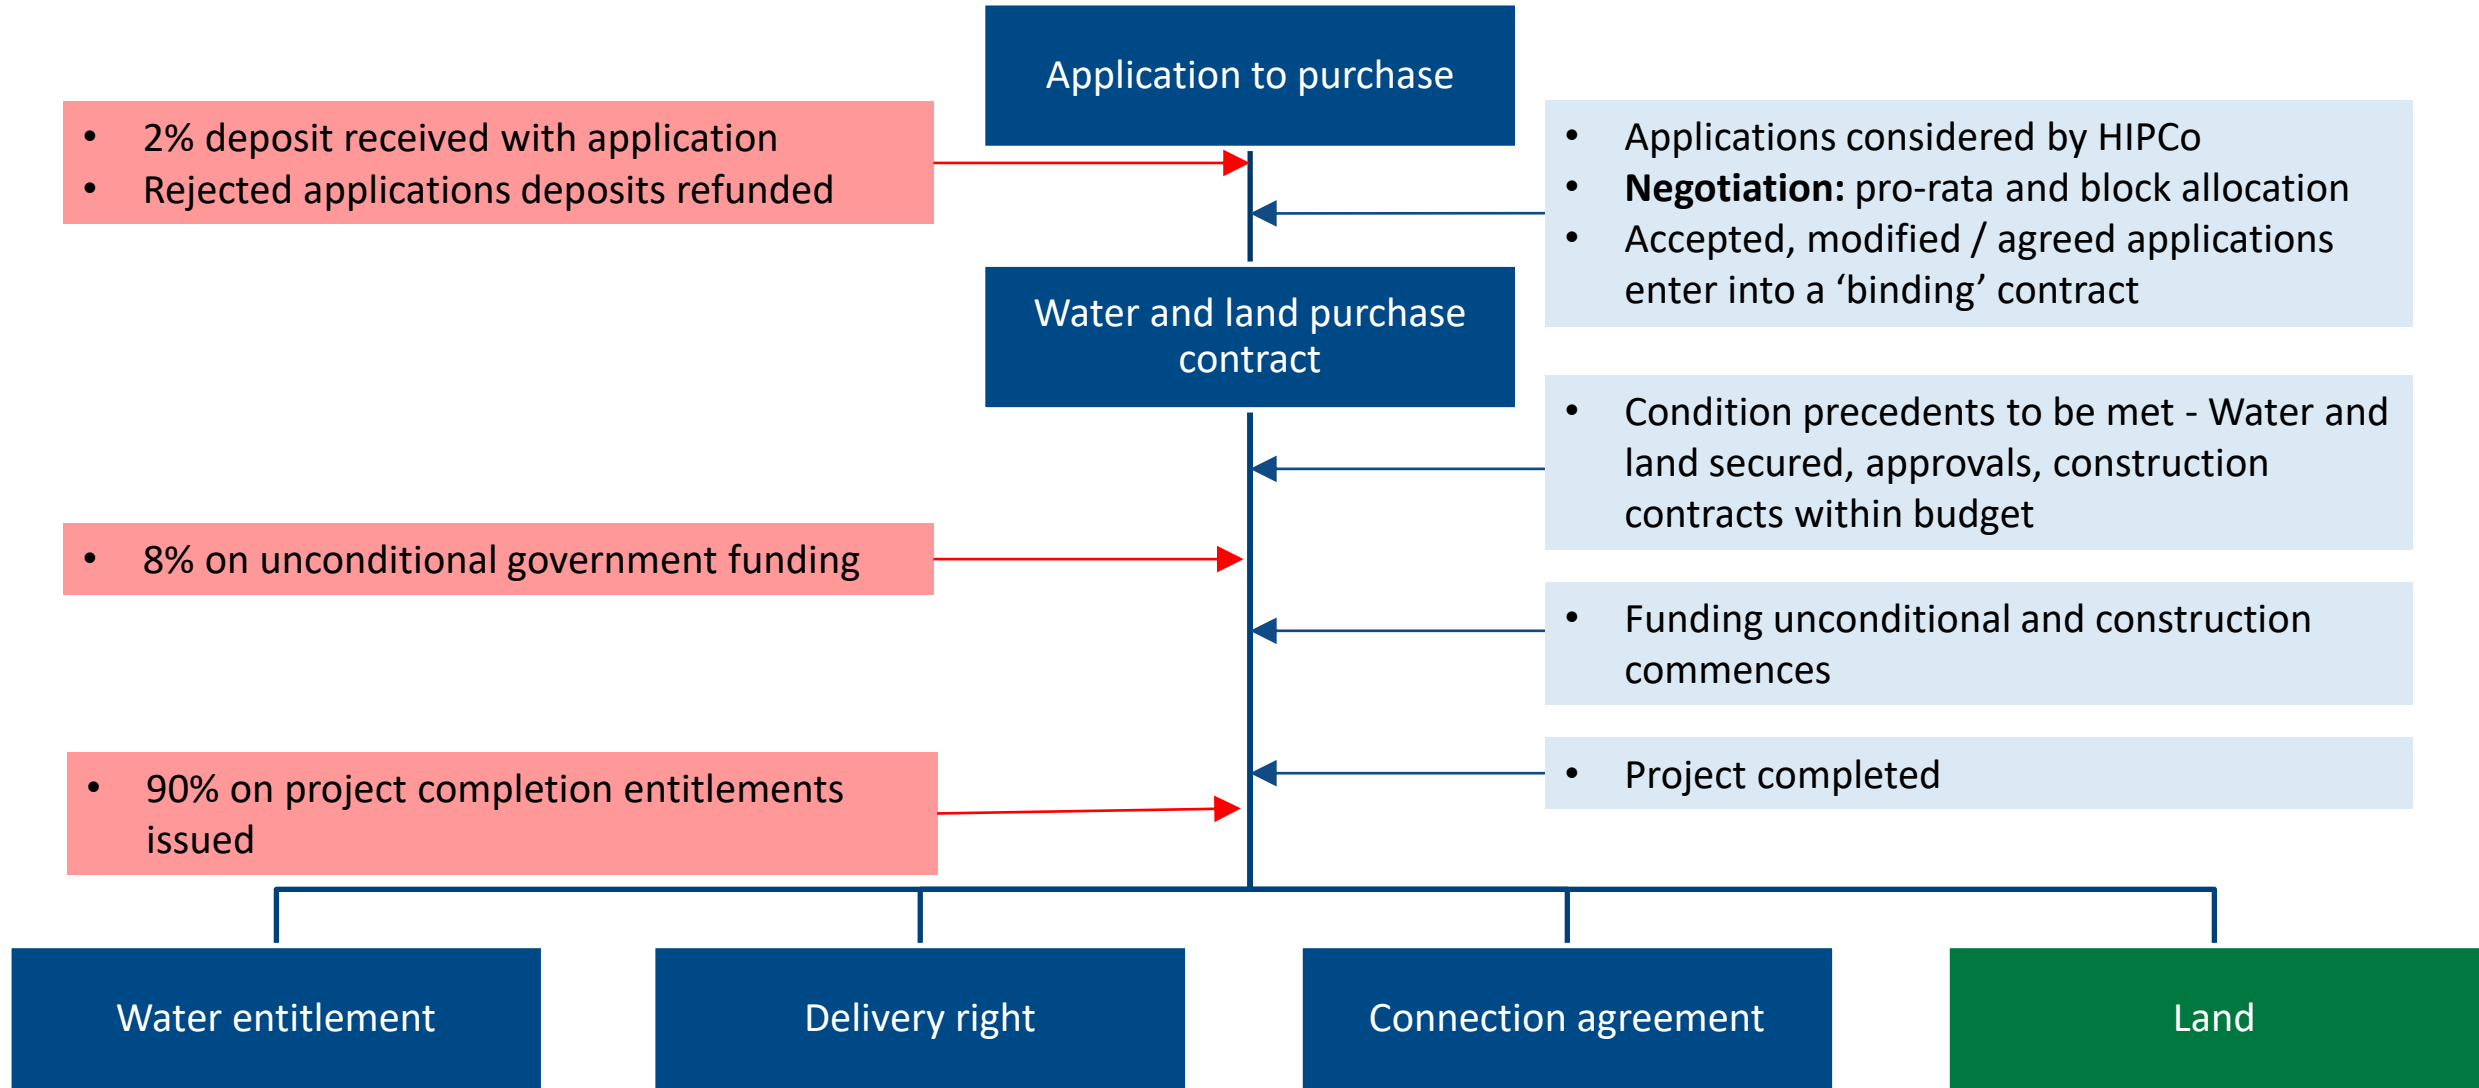 Application to purchase
• 2% deposit received with application
• Rejected applications deposits refunded
• Applications considered by HIPCo
• Negotiation: pro-rata and block allocation
• Accepted, modified / agreed applications
enter into a ‘binding’ contract
Water and land purchase
contract
• Condition precedents to be met - Water and
land secured, approvals, construction
contracts within budget
• 8% on unconditional government funding
• Funding unconditional and construction
commences
• Project completed
• 90% on project completion entitlements
issued
Water entitlement
Delivery right
Connection agreement
Land